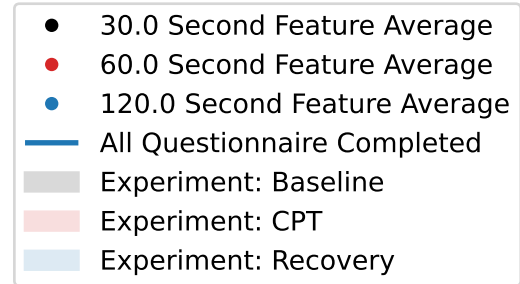 30.0 Second Feature Average
60.0 Second Feature Average
120.0 Second Feature Average
All Questionnaire Completed
Experiment: Baseline
Experiment: CPT
Experiment: Recovery